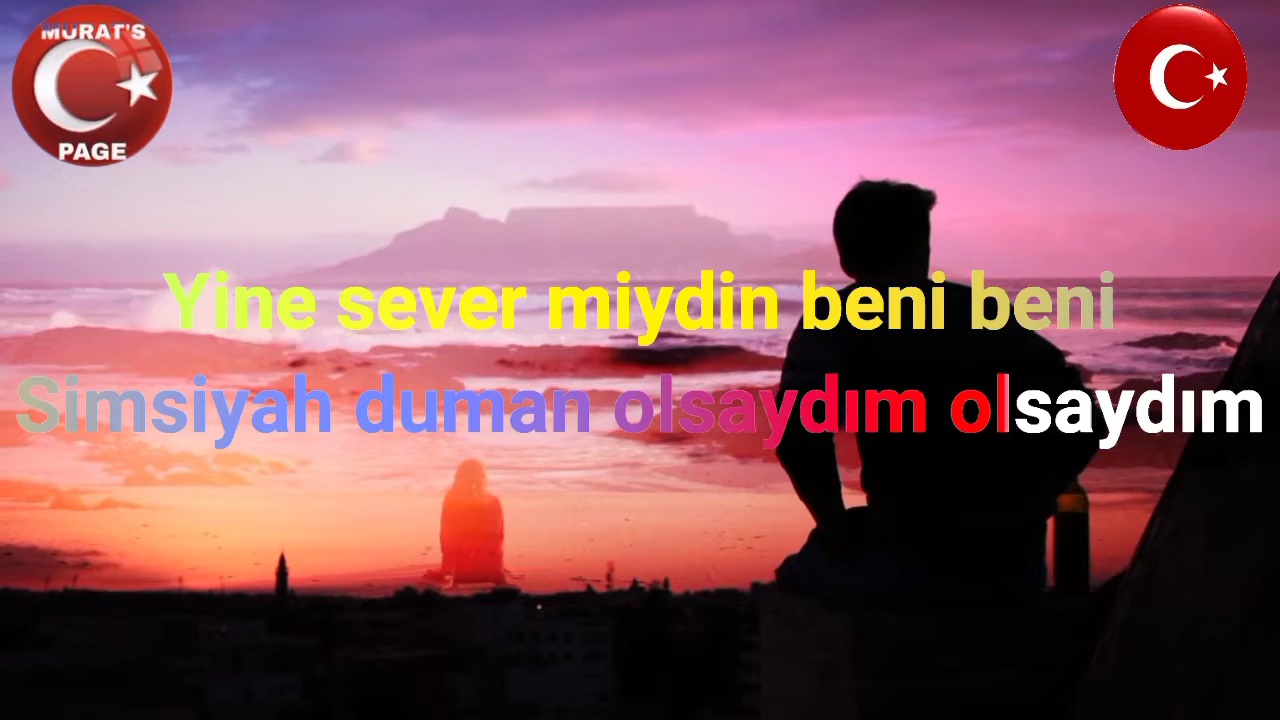 MURAT'S
PAGE
Yine sever miydin beni beni
Simsiyah duman olsaydım olsaydım